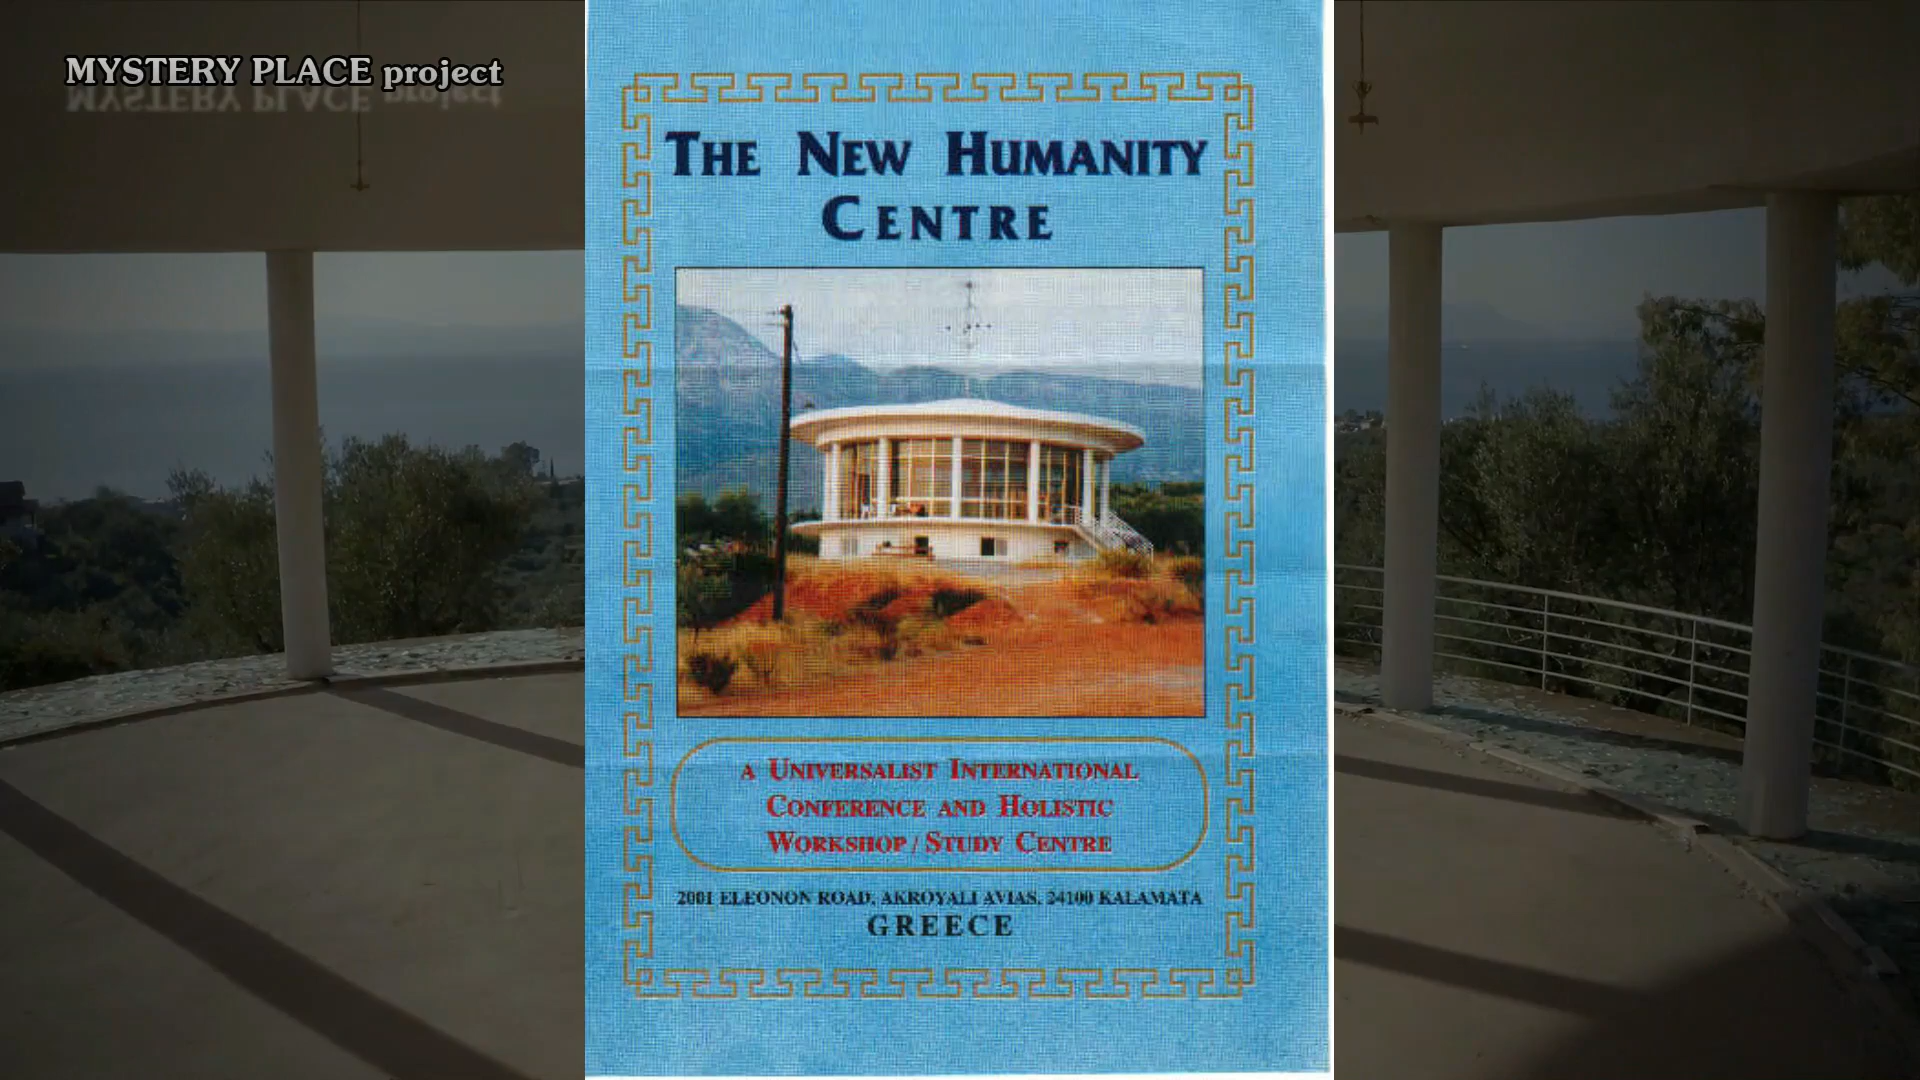 MYSTERY PLACE project
THE NEW HUMANITY
CENTRE
A UNIVERSALIST INTERNATIONAL
CONFERENCE AND HOLISTIC
WORKSHOP / STUDY CENTRE
2001 ELEONON ROAD, AKROYALI AVIAS, 24100 KALAMATA
GREECE